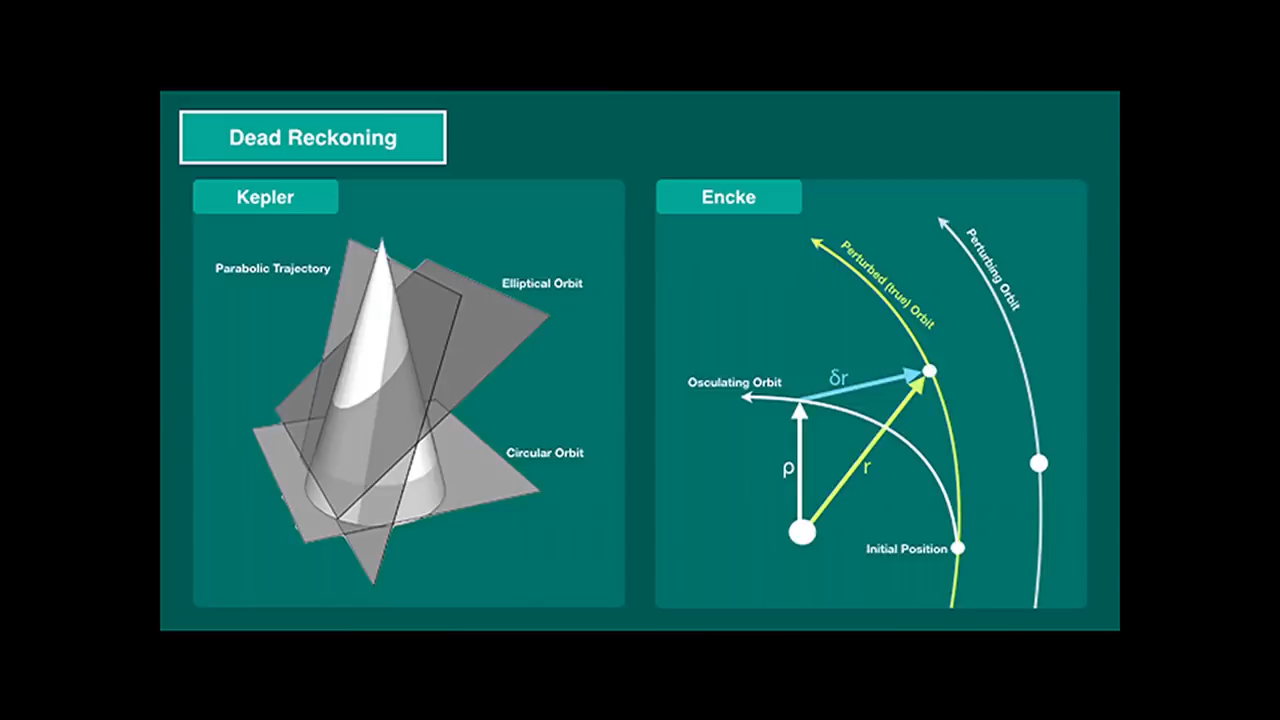 Dead Reckoning
Kepler
Parabolic Trajectory
Elliptical Orbit
Circular Orbit
Encke
Perturbed (true) Orbit
Perturbing Orbit
Osculating Orbit
δr
ρ
r
Initial Position